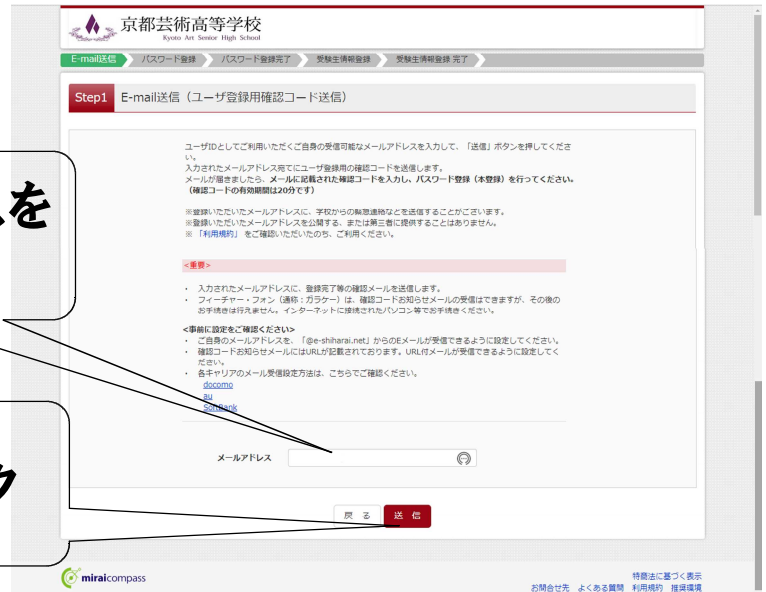 京都芸術高等学校
Kyoto Art Senior High School
E-mail送信 パスワード登録 パスワード登録完了 受験生情報登録 受験生情報登録 完了
Step1 E-mail送信（ユーザ登録用確認コード送信）
ユーザIDとしてご利用いただくご自身の受信可能なメールアドレスを入力して、「送信」ボタンを押してくださ
い。
入力されたメールアドレス宛てにユーザ登録用の確認コードを送信します。
メールが届きましたら、メールに記載された確認コードを入力し、パスワード登録（本登録）を行ってください。
（確認コードの有効期間は20分です）
※登録いただいたメールアドレスに、学校からの緊急連絡などを送信することがございます。
※登録いただいたメールアドレスを公開する、または第三者に提供することはありません。
※「利用規約」をご確認いただいたのち、ご利用ください。
を
<重要>
・ 入力されたメールアドレスに、登録完了等の確認メールを送信します。
・ フィーチャー・フォン（通称：ガラケー）は、確認コードお知らせメールの受信はできますが、その後の
お手続きは行えません。インターネットに接続されたパソコン等でお手続きください。
<事前に設定をご確認ください>
・ ご自身のメールアドレスを、「@e-shiharai.net」からのEメールが受信できるように設定してください。
・ 確認コードお知らせメールにはURLが記載されております。URL付メールが受信できるように設定してく
ださい。
・ 各キャリアのメール受信設定方法は、こちらでご確認ください。
docomo
au
SoftBank
メールアドレス
ク
戻 る 送 信
miraicompass
特商法に基づく表示
お問合せ先 よくある質問 利用規約 推奨環境